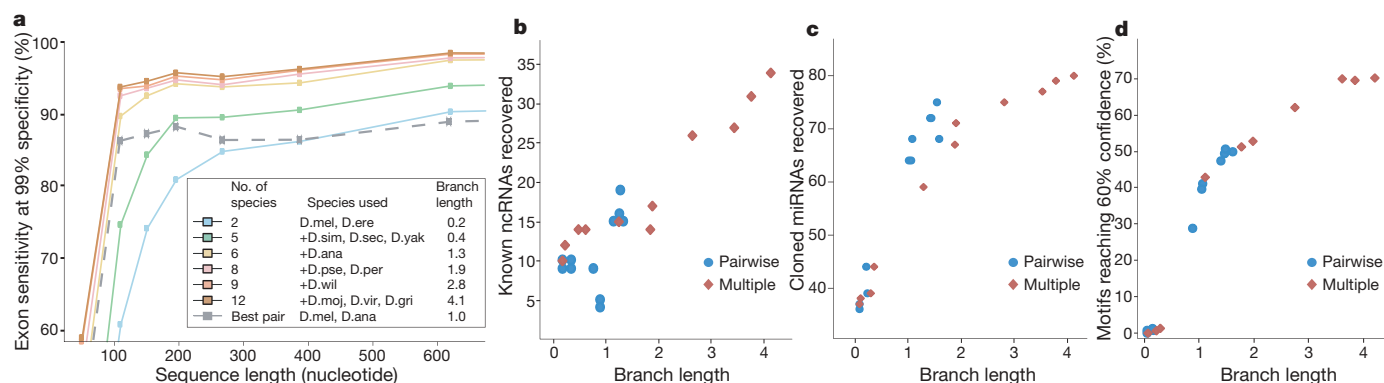 a
Exon sensitivity at 99% specificity (%)
100
90
80
70
60
100 200 300 400 500 600
Sequence length (nucleotide)
No. of species Species used Branch length
2 D.mel, D.ere 0.2
5 +D.sim, D.sec, D.yak 0.4
6 +D.ana 1.3
8 +D.pse, D.per 1.9
9 +D.wil 2.8
12 +D.moj, D.vir, D.gri 4.1
Best pair D.mel, D.ana 1.0
b
Known ncRNAs recovered
35
30
25
20
15
10
5
0 1 2 3 4
Branch length
Pairwise
Multiple
c
Cloned miRNAs recovered
80
70
60
50
40
0 1 2 3 4
Branch length
Pairwise
Multiple
d
Motifs reaching 60% confidence (%)
70
60
50
40
30
20
10
0
0 1 2 3 4
Branch length
Pairwise
Multiple